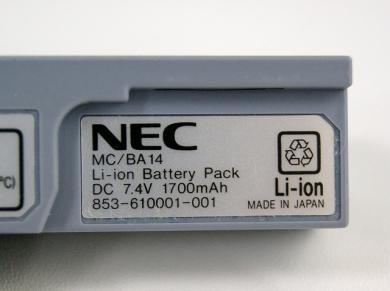 NEC
MC/BA14
Li-ion Battery Pack
DC 7.4V 1700mAh
853-610001-001
Li-ion
MADE IN JAPAN
°C)